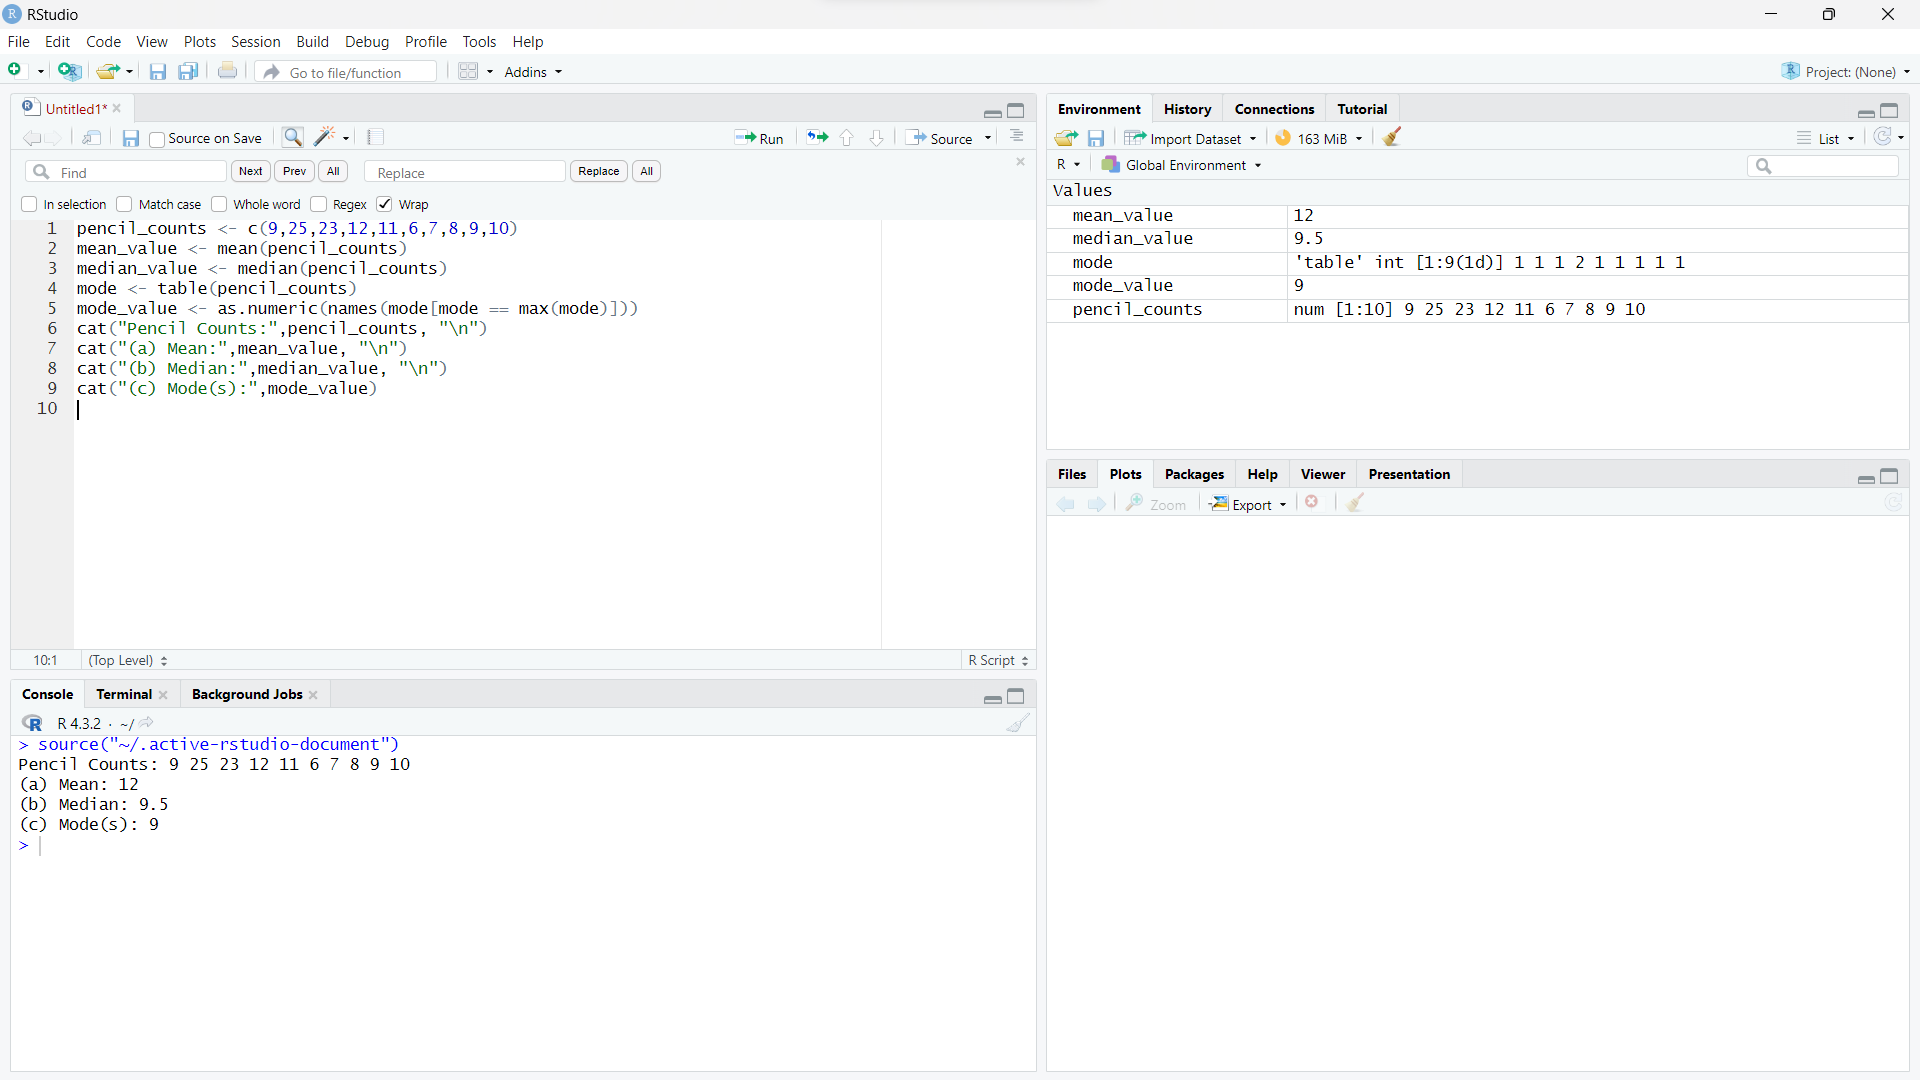 RStudio
File Edit Code View Plots Session Build Debug Profile Tools Help
Go to file/function Addins Project: (None)
Untitled1*
Source on Save Run Source
Find Next Prev All Replace Replace All
In selection Match case Whole word Regex Wrap
1 pencil_counts <- c(9,25,23,12,11,6,7,8,9,10)
2 mean_value <- mean(pencil_counts)
3 median_value <- median(pencil_counts)
4 mode <- table(pencil_counts)
5 mode_value <- as.numeric(names(mode[mode == max(mode)]))
6 cat("Pencil Counts:",pencil_counts, "\n")
7 cat("(a) Mean:",mean_value, "\n")
8 cat("(b) Median:",median_value, "\n")
9 cat("(c) Mode(s):",mode_value)
10
10:1 (Top Level) R Script
Console Terminal Background Jobs
R 4.3.2 · ~/
> source("~/.active-rstudio-document")
Pencil Counts: 9 25 23 12 11 6 7 8 9 10
(a) Mean: 12
(b) Median: 9.5
(c) Mode(s): 9
>
Environment History Connections Tutorial
Import Dataset 163 MiB List
R Global Environment
Values
mean_value 12
median_value 9.5
mode 'table' int [1:9(1d)] 1 1 1 2 1 1 1 1 1
mode_value 9
pencil_counts num [1:10] 9 25 23 12 11 6 7 8 9 10
Files Plots Packages Help Viewer Presentation
Zoom Export